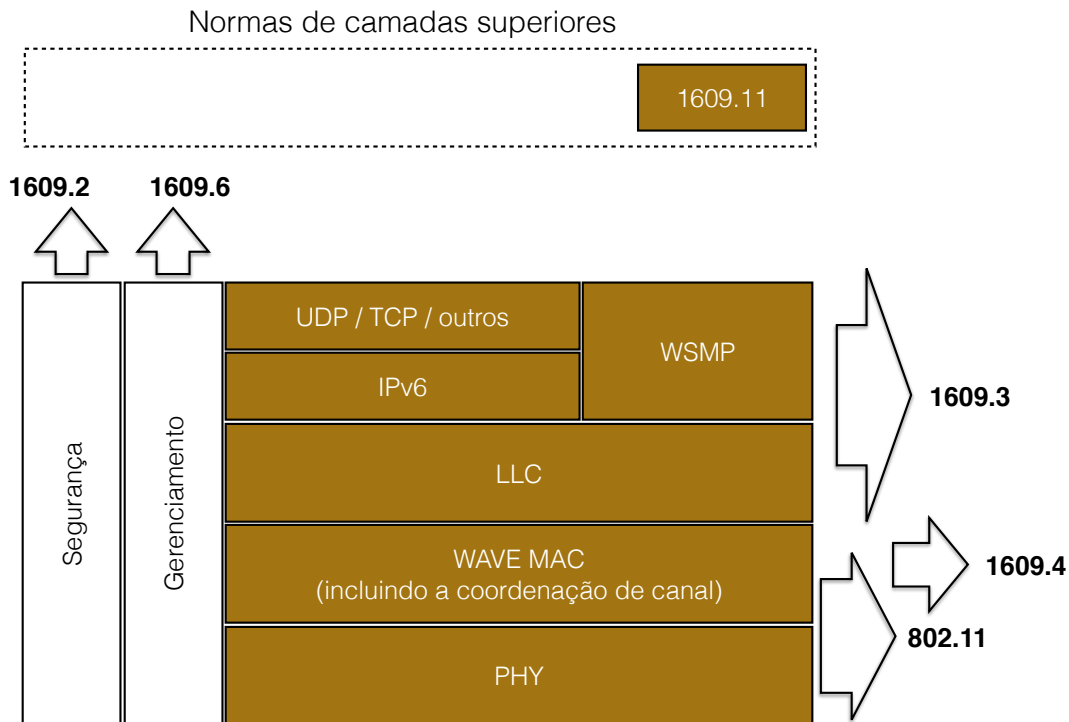 Normas de camadas superiores
1609.11
1609.2
1609.6
Segurança
Gerenciamento
UDP / TCP / outros
WSMP
IPv6
1609.3
LLC
WAVE MAC
(incluindo a coordenação de canal)
1609.4
802.11
PHY